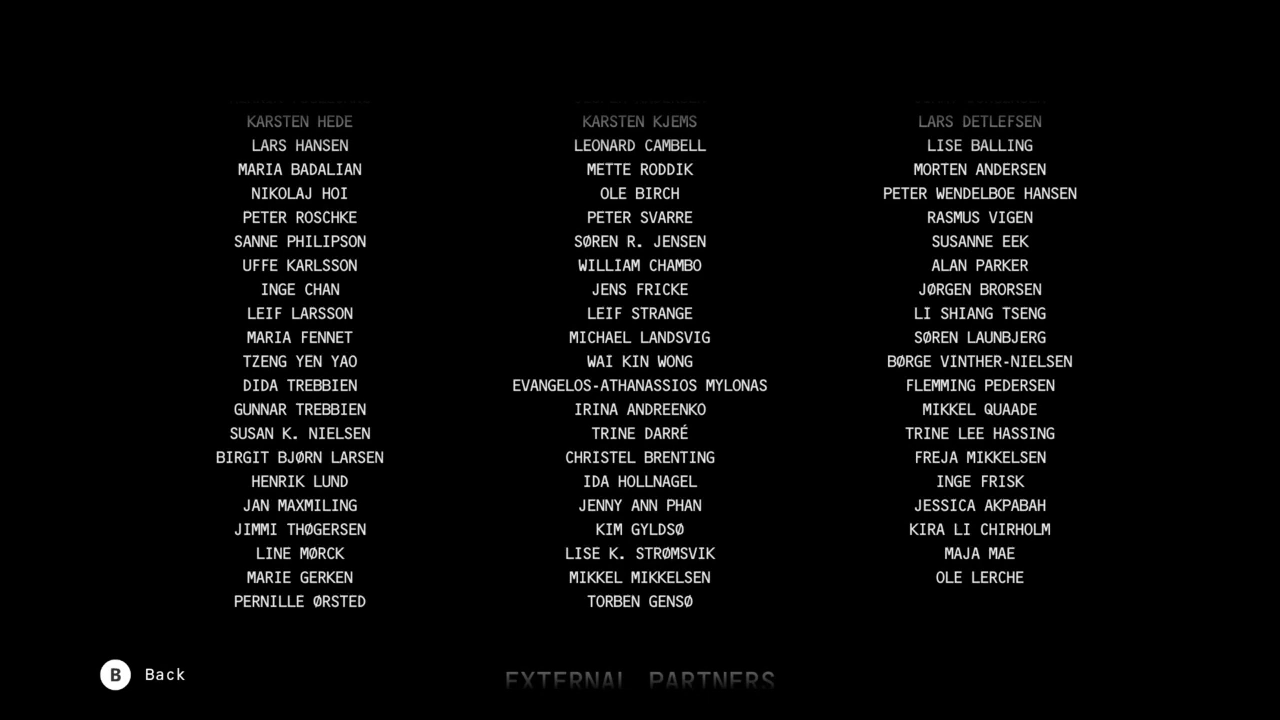 KARSTEN HEDE KARSTEN KJEMS LARS DETLEFSEN
LARS HANSEN LEONARD CAMBELL LISE BALLING
MARIA BADALIAN METTE RODDIK MORTEN ANDERSEN
NIKOLAJ HOI OLE BIRCH PETER WENDELBOE HANSEN
PETER ROSCHKE PETER SVARRE RASMUS VIGEN
SANNE PHILIPSON SØREN R. JENSEN SUSANNE EEK
UFFE KARLSSON WILLIAM CHAMBO ALAN PARKER
INGE CHAN JENS FRICKE JØRGEN BRORSEN
LEIF LARSSON LEIF STRANGE LI SHIANG TSENG
MARIA FENNET MICHAEL LANDSVIG SØREN LAUNBJERG
TZENG YEN YAO WAI KIN WONG BØRGE VINTHER-NIELSEN
DIDA TREBBIEN EVANGELOS-ATHANASSIOS MYLONAS FLEMMING PEDERSEN
GUNNAR TREBBIEN IRINA ANDREENKO MIKKEL QUAADE
SUSAN K. NIELSEN TRINE DARRÉ TRINE LEE HASSING
BIRGIT BJØRN LARSEN CHRISTEL BRENTING FREJA MIKKELSEN
HENRIK LUND IDA HOLLNAGEL INGE FRISK
JAN MAXMILING JENNY ANN PHAN JESSICA AKPABAH
JIMMI THØGERSEN KIM GYLDSØ KIRA LI CHIRHOLM
LINE MØRCK LISE K. STRØMSVIK MAJA MAE
MARIE GERKEN MIKKEL MIKKELSEN OLE LERCHE
PERNILLE ØRSTED TORBEN GENSØ
B Back
EXTERNAL PARTNERS